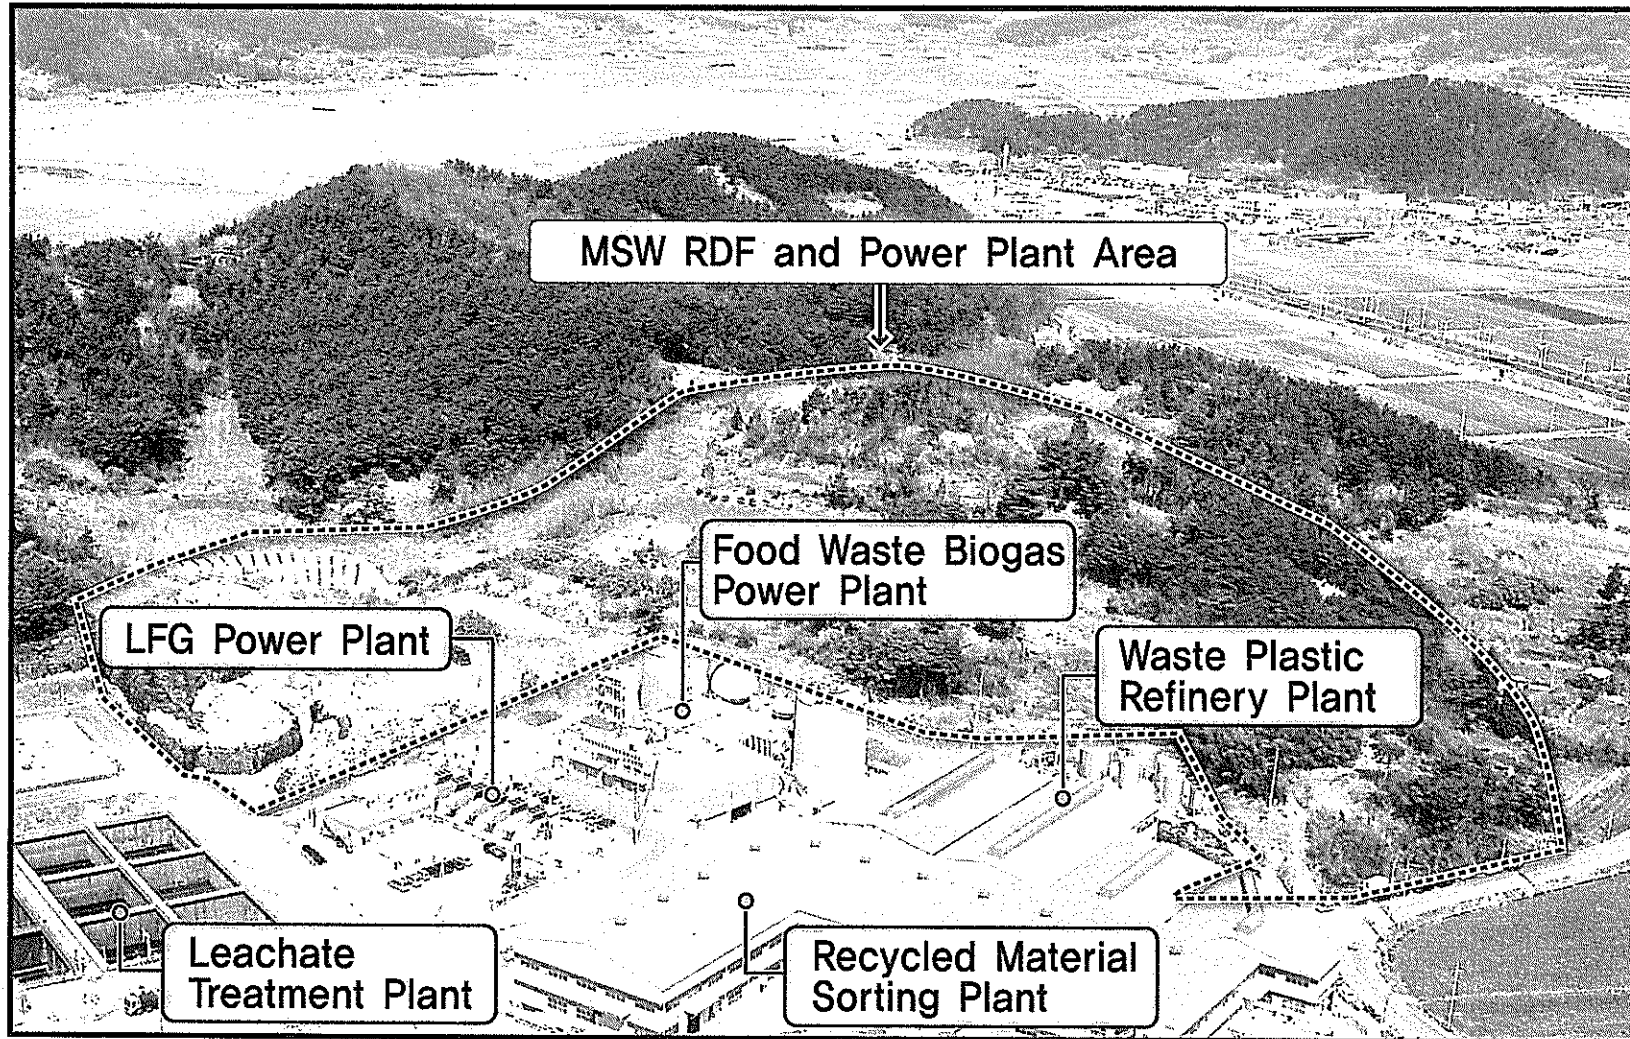 MSW RDF and Power Plant Area
Food Waste Biogas
Power Plant
LFG Power Plant
Waste Plastic
Refinery Plant
Leachate
Treatment Plant
Recycled Material
Sorting Plant